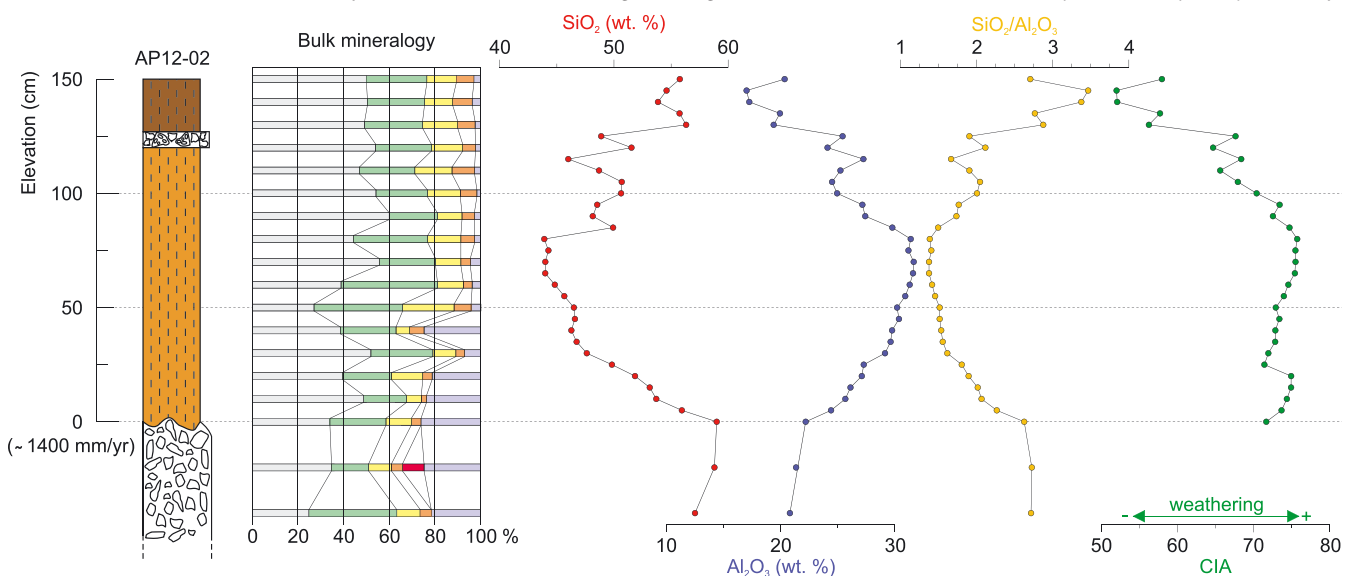 SiO₂ (wt. %)
SiO₂/Al₂O₃
Bulk mineralogy
40 50 60
1 2 3 4
AP12-02
Elevation (cm)
150
100
50
0
(~ 1400 mm/yr)
weathering
- +
0 20 40 60 80 100 %
10 20 30
50 60 70 80
Al₂O₃ (wt. %)
CIA